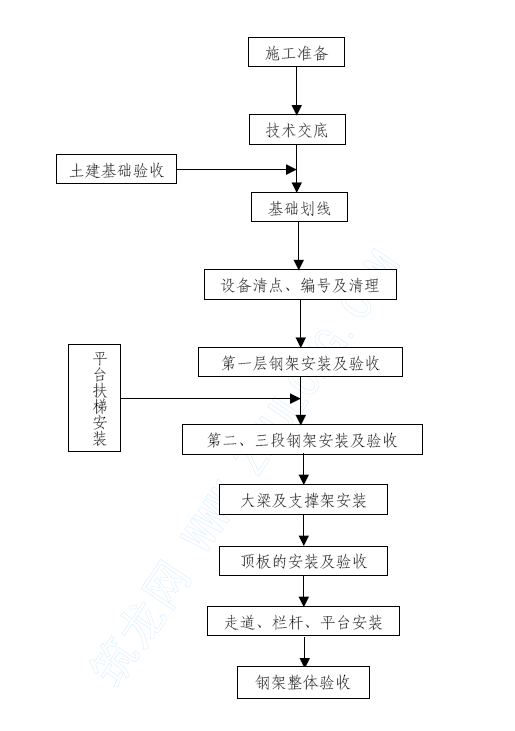 施工准备
技术交底
土建基础验收
基础划线
设备清点、编号及清理
第一层钢架安装及验收
平台扶梯安装
第二、三段钢架安装及验收
大梁及支撑架安装
顶板的安装及验收
走道、栏杆、平台安装
钢架整体验收